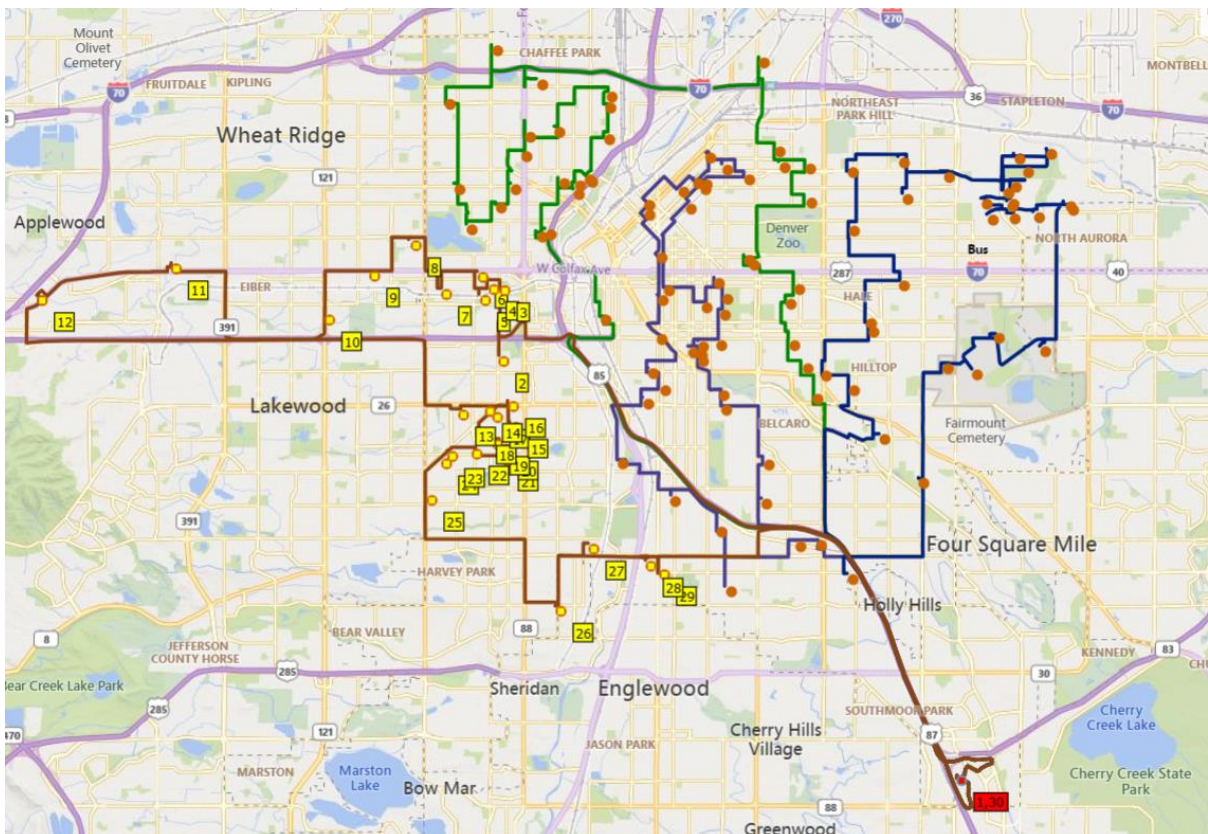 Mount
Olivet
Cemetery
CHAFFEE PARK
270
FRUITDALE
KIPLING
70
70
MONTBELL
36
STAPLETON
70
NORTHEAST
PARK HILL
Wheat Ridge
121
Applewood
Denver
Zoo
NORTH AURORA
Bus
W Colfax Ave
287
70
40
8
6
11
EIBER
9
HALE
4
3
7
5
12
391
10
85
HILLTOP
2
Lakewood
26
BELCARO
Fairmount
Cemetery
13
14
16
15
18
19
22
23
21
25
391
HARVEY PARK
Four Square Mile
27
28
29
Holly Hills
8
BEAR VALLEY
88
26
JEFFERSON
COUNTY HORSE
285
KENNEDY
83
30
Bear Creek Lake Park
Sheridan
Englewood
285
SOUTHMOOR PARK
Cherry
Creek Lake
470
121
Cherry Hills
Village
87
JASON PARK
MARSTON
Marston
Lake
Bow Mar
Cherry Creek State
Park
1,30
88
88
Greenwood